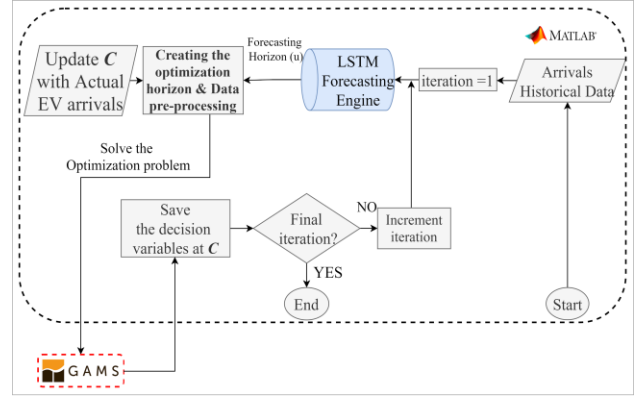 Update C
with Actual
EV arrivals
Creating the
optimization
horizon & Data
pre-processing
Forecasting
Horizon (u)
LSTM
Forecasting
Engine
iteration =1
MATLAB®
Arrivals
Historical Data
Solve the
Optimization problem
Save
the decision
variables at C
Final
iteration?
NO
Increment
iteration
YES
End
Start
GAMS